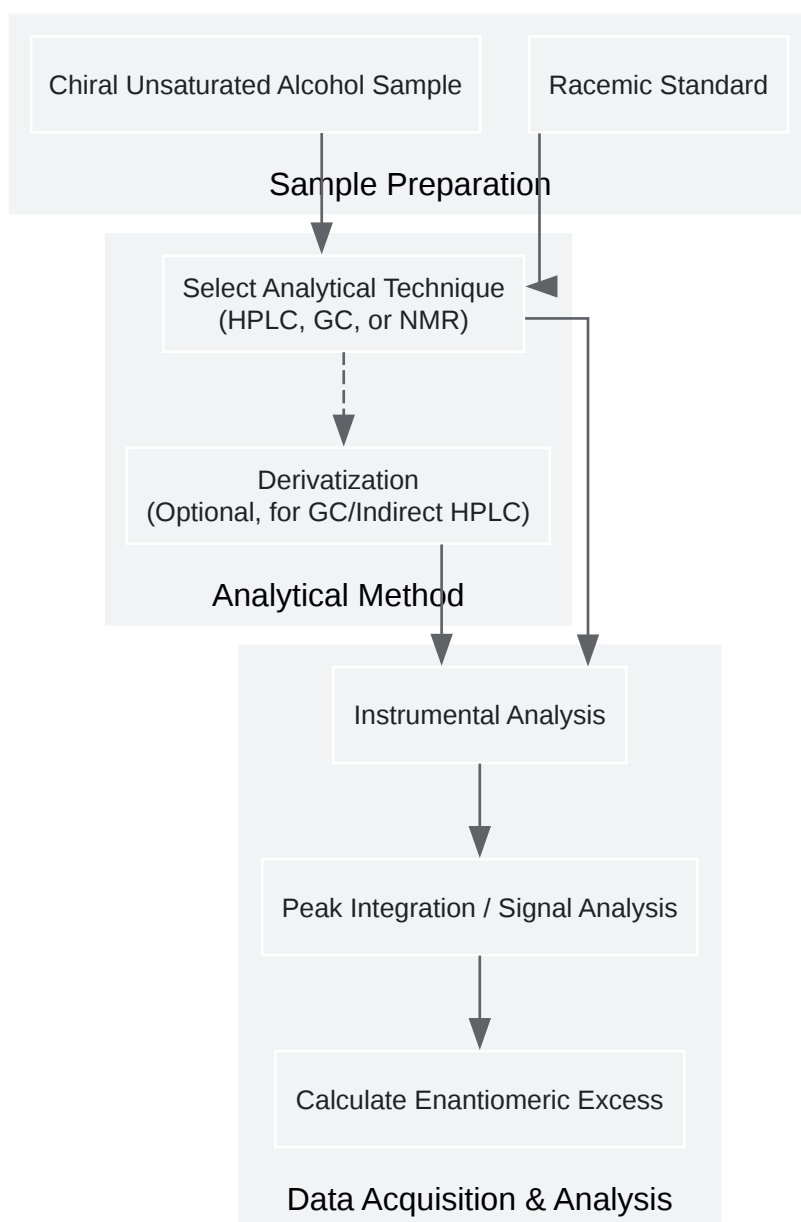 Chiral Unsaturated Alcohol Sample
Racemic Standard
Sample Preparation
Select Analytical Technique
(HPLC, GC, or NMR)
Derivatization
(Optional, for GC/Indirect HPLC)
Analytical Method
Instrumental Analysis
Peak Integration / Signal Analysis
Calculate Enantiomeric Excess
Data Acquisition & Analysis